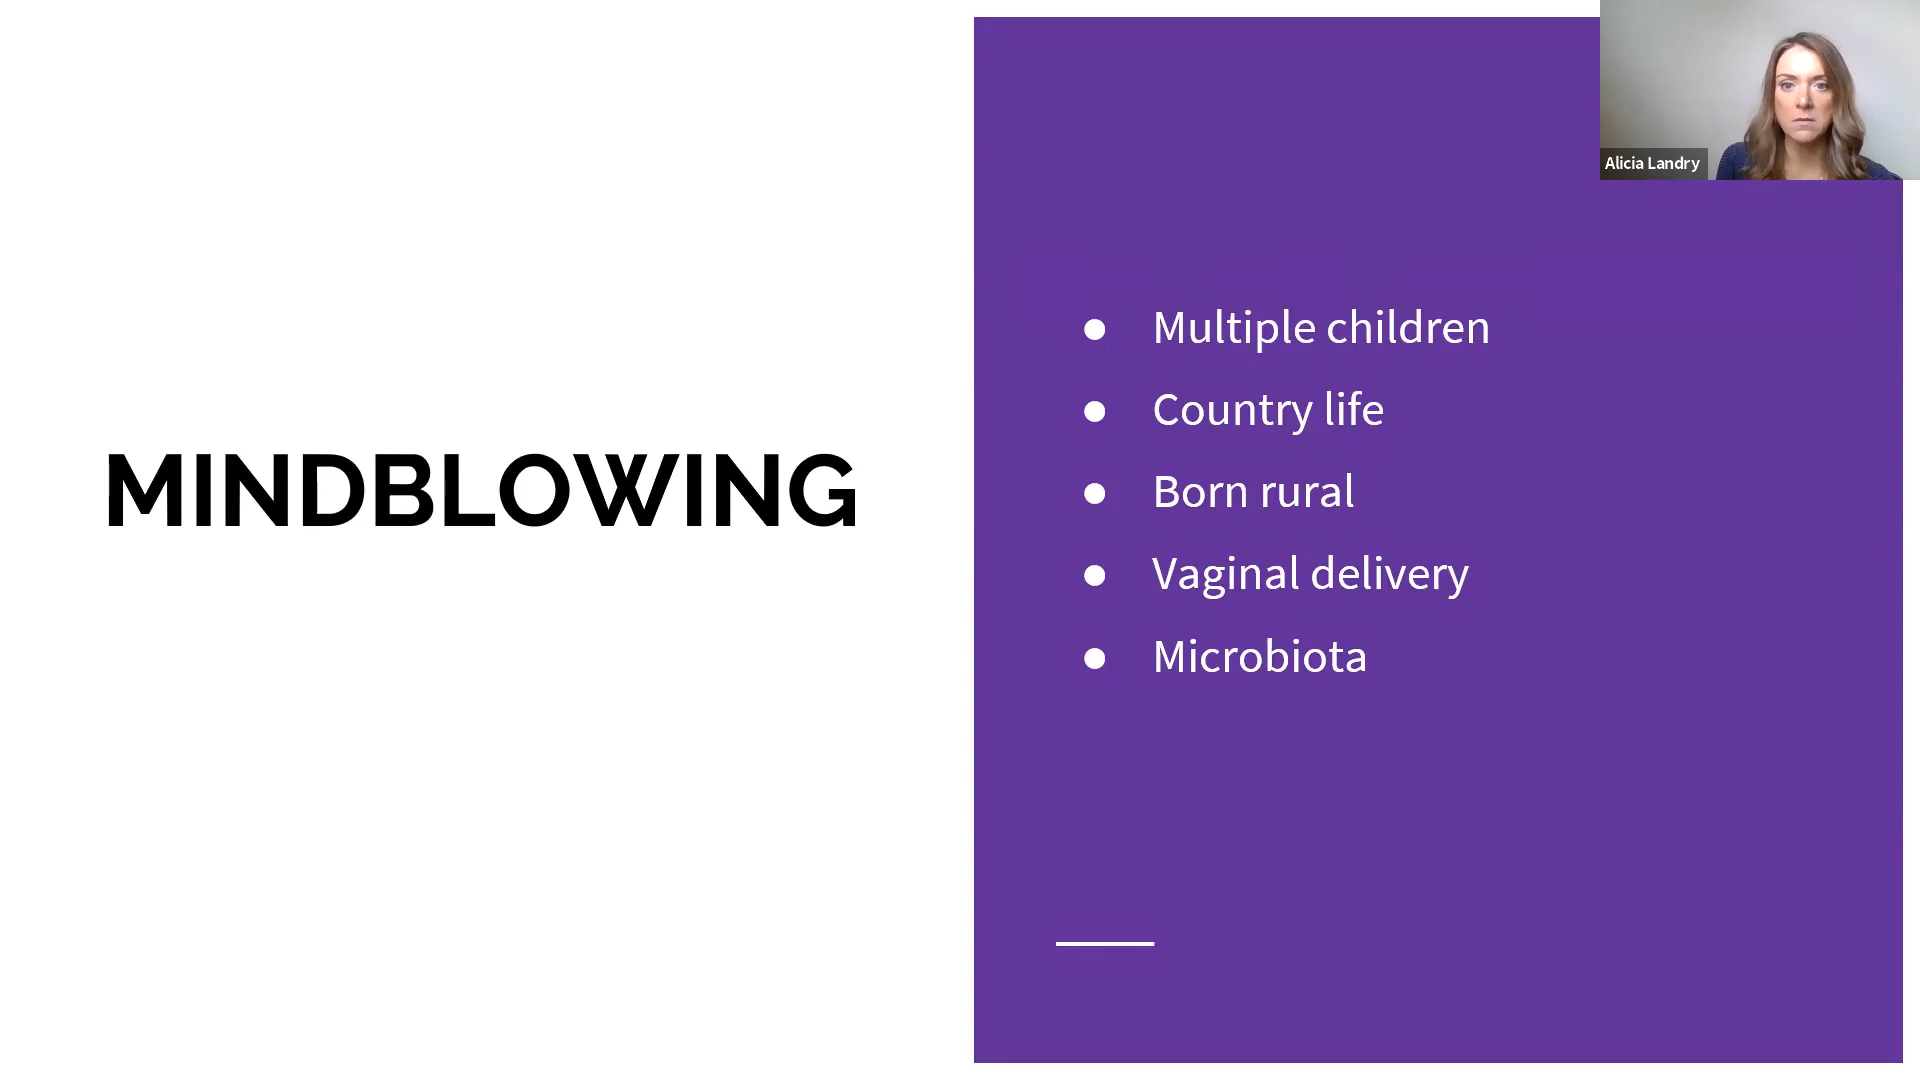 MINDBLOWING
● Multiple children
● Country life
● Born rural
● Vaginal delivery
● Microbiota
Alicia Landry